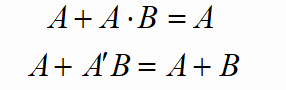 A + A · B = A
A + A′B = A + B